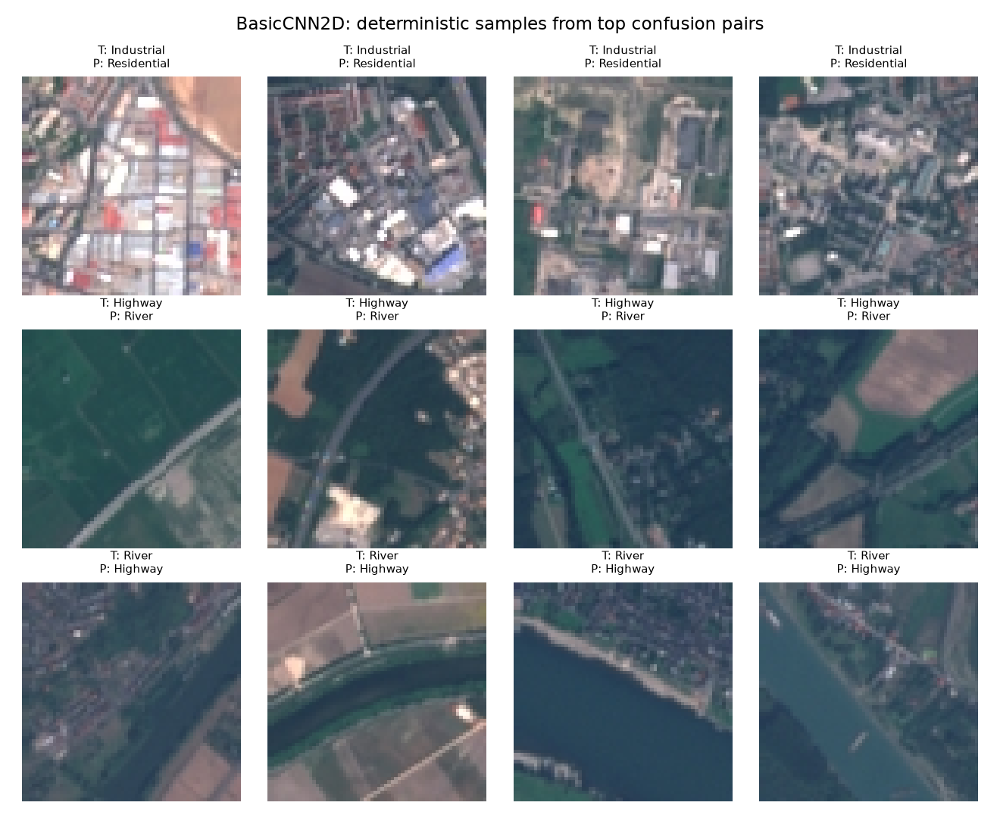 BasicCNN2D: deterministic samples from top confusion pairs
T: Industrial
P: Residential
T: Industrial
P: Residential
T: Industrial
P: Residential
T: Industrial
P: Residential
T: Highway
P: River
T: Highway
P: River
T: Highway
P: River
T: Highway
P: River
T: River
P: Highway
T: River
P: Highway
T: River
P: Highway
T: River
P: Highway